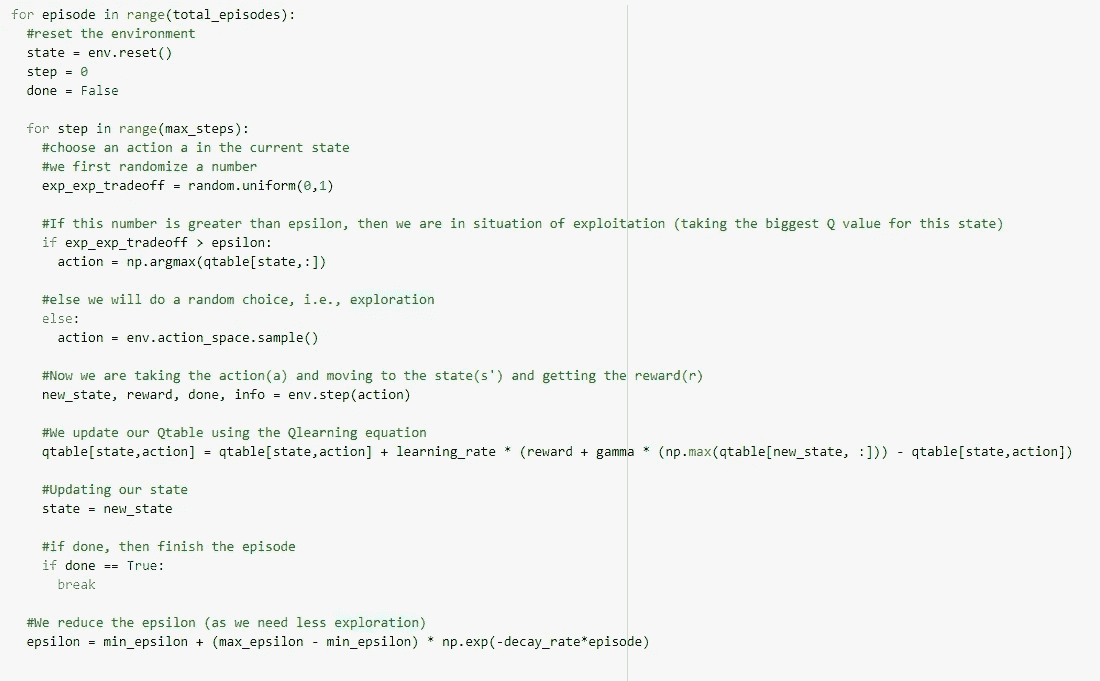 for episode in range(total_episodes):
#reset the environment
state = env.reset()
step = 0
done = False
for step in range(max_steps):
#choose an action a in the current state
#we first randomize a number
exp_exp_tradeoff = random.uniform(0,1)
#If this number is greater than epsilon, then we are in situation of exploitation (taking the biggest Q value for this state)
if exp_exp_tradeoff > epsilon:
action = np.argmax(qtable[state,:])
#else we will do a random choice, i.e., exploration
else:
action = env.action_space.sample()
#Now we are taking the action(a) and moving to the state(s') and getting the reward(r)
new_state, reward, done, info = env.step(action)
#We update our Qtable using the Qlearning equation
qtable[state,action] = qtable[state,action] + learning_rate * (reward + gamma * (np.max(qtable[new_state, :])) - qtable[state,action])
#Updating our state
state = new_state
#if done, then finish the episode
if done == True:
break
#We reduce the epsilon (as we need less exploration)
epsilon = min_epsilon + (max_epsilon - min_epsilon) * np.exp(-decay_rate*episode)